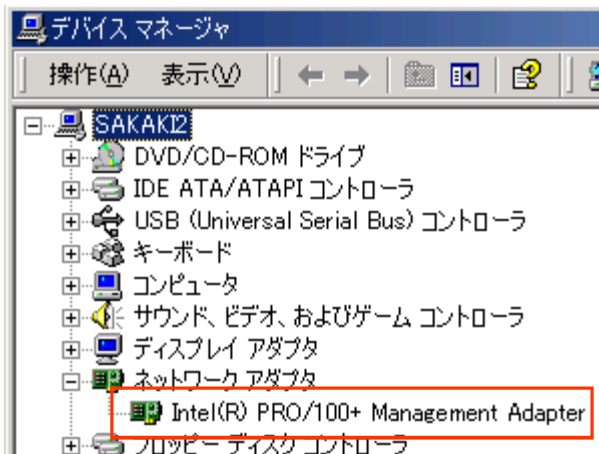 デバイス マネージャ
操作(A) 表示(V)
SAKAKI2
DVD/CD-ROM ドライブ
IDE ATA/ATAPI コントローラ
USB (Universal Serial Bus) コントローラ
キーボード
コンピュータ
サウンド、ビデオ、およびゲーム コントローラ
ディスプレイ アダプタ
ネットワーク アダプタ
Intel(R) PRO/100+ Management Adapter
フロッピー ディスク コントローラ